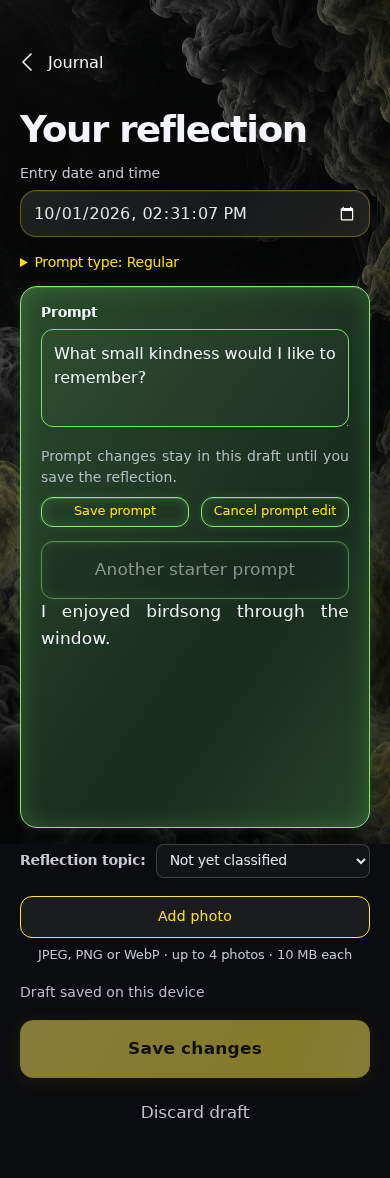 Journal
Your reflection
Entry date and time
10/01/2026, 02:31:07 PM
Prompt type: Regular
Prompt
What small kindness would I like to
remember?
Prompt changes stay in this draft until you
save the reflection.
Save prompt
Cancel prompt edit
Another starter prompt
I enjoyed birdsong through the
window.
Reflection topic: Not yet classified
Add photo
JPEG, PNG or WebP · up to 4 photos · 10 MB each
Draft saved on this device
Save changes
Discard draft